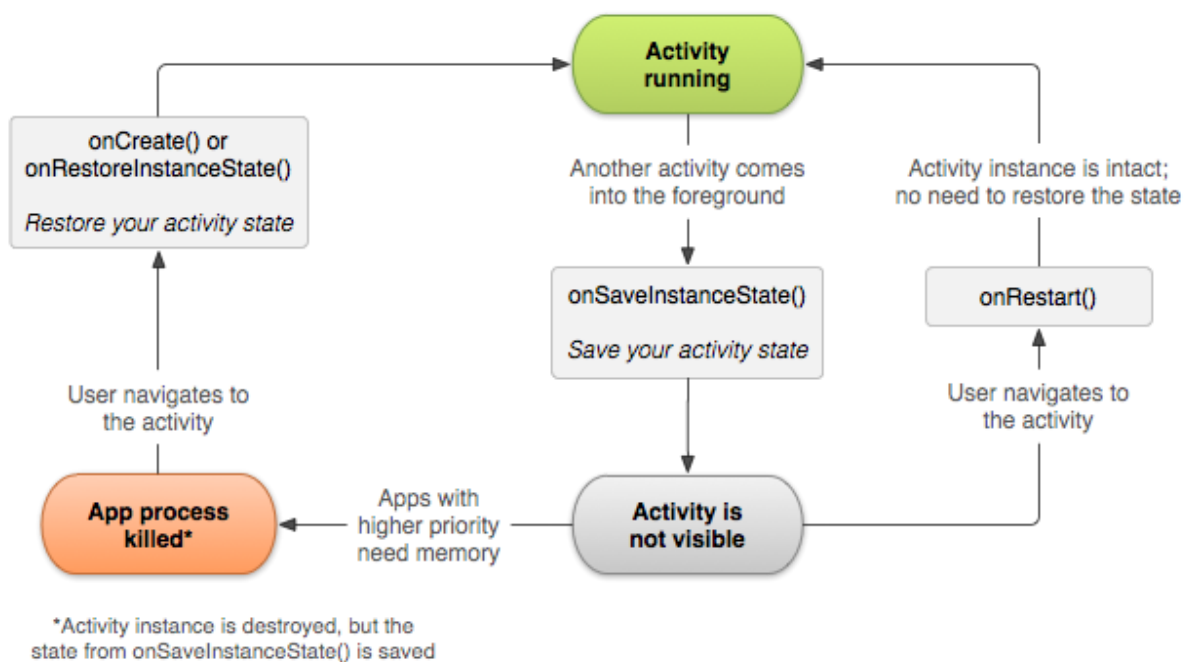 Activity
running
onCreate() or
onRestoreInstanceState()
Restore your activity state
Another activity comes
into the foreground
Activity instance is intact;
no need to restore the state
onSaveInstanceState()
Save your activity state
onRestart()
User navigates to
the activity
User navigates to
the activity
App process
killed*
Apps with
higher priority
need memory
Activity is
not visible
*Activity instance is destroyed, but the
state from onSaveInstanceState() is saved